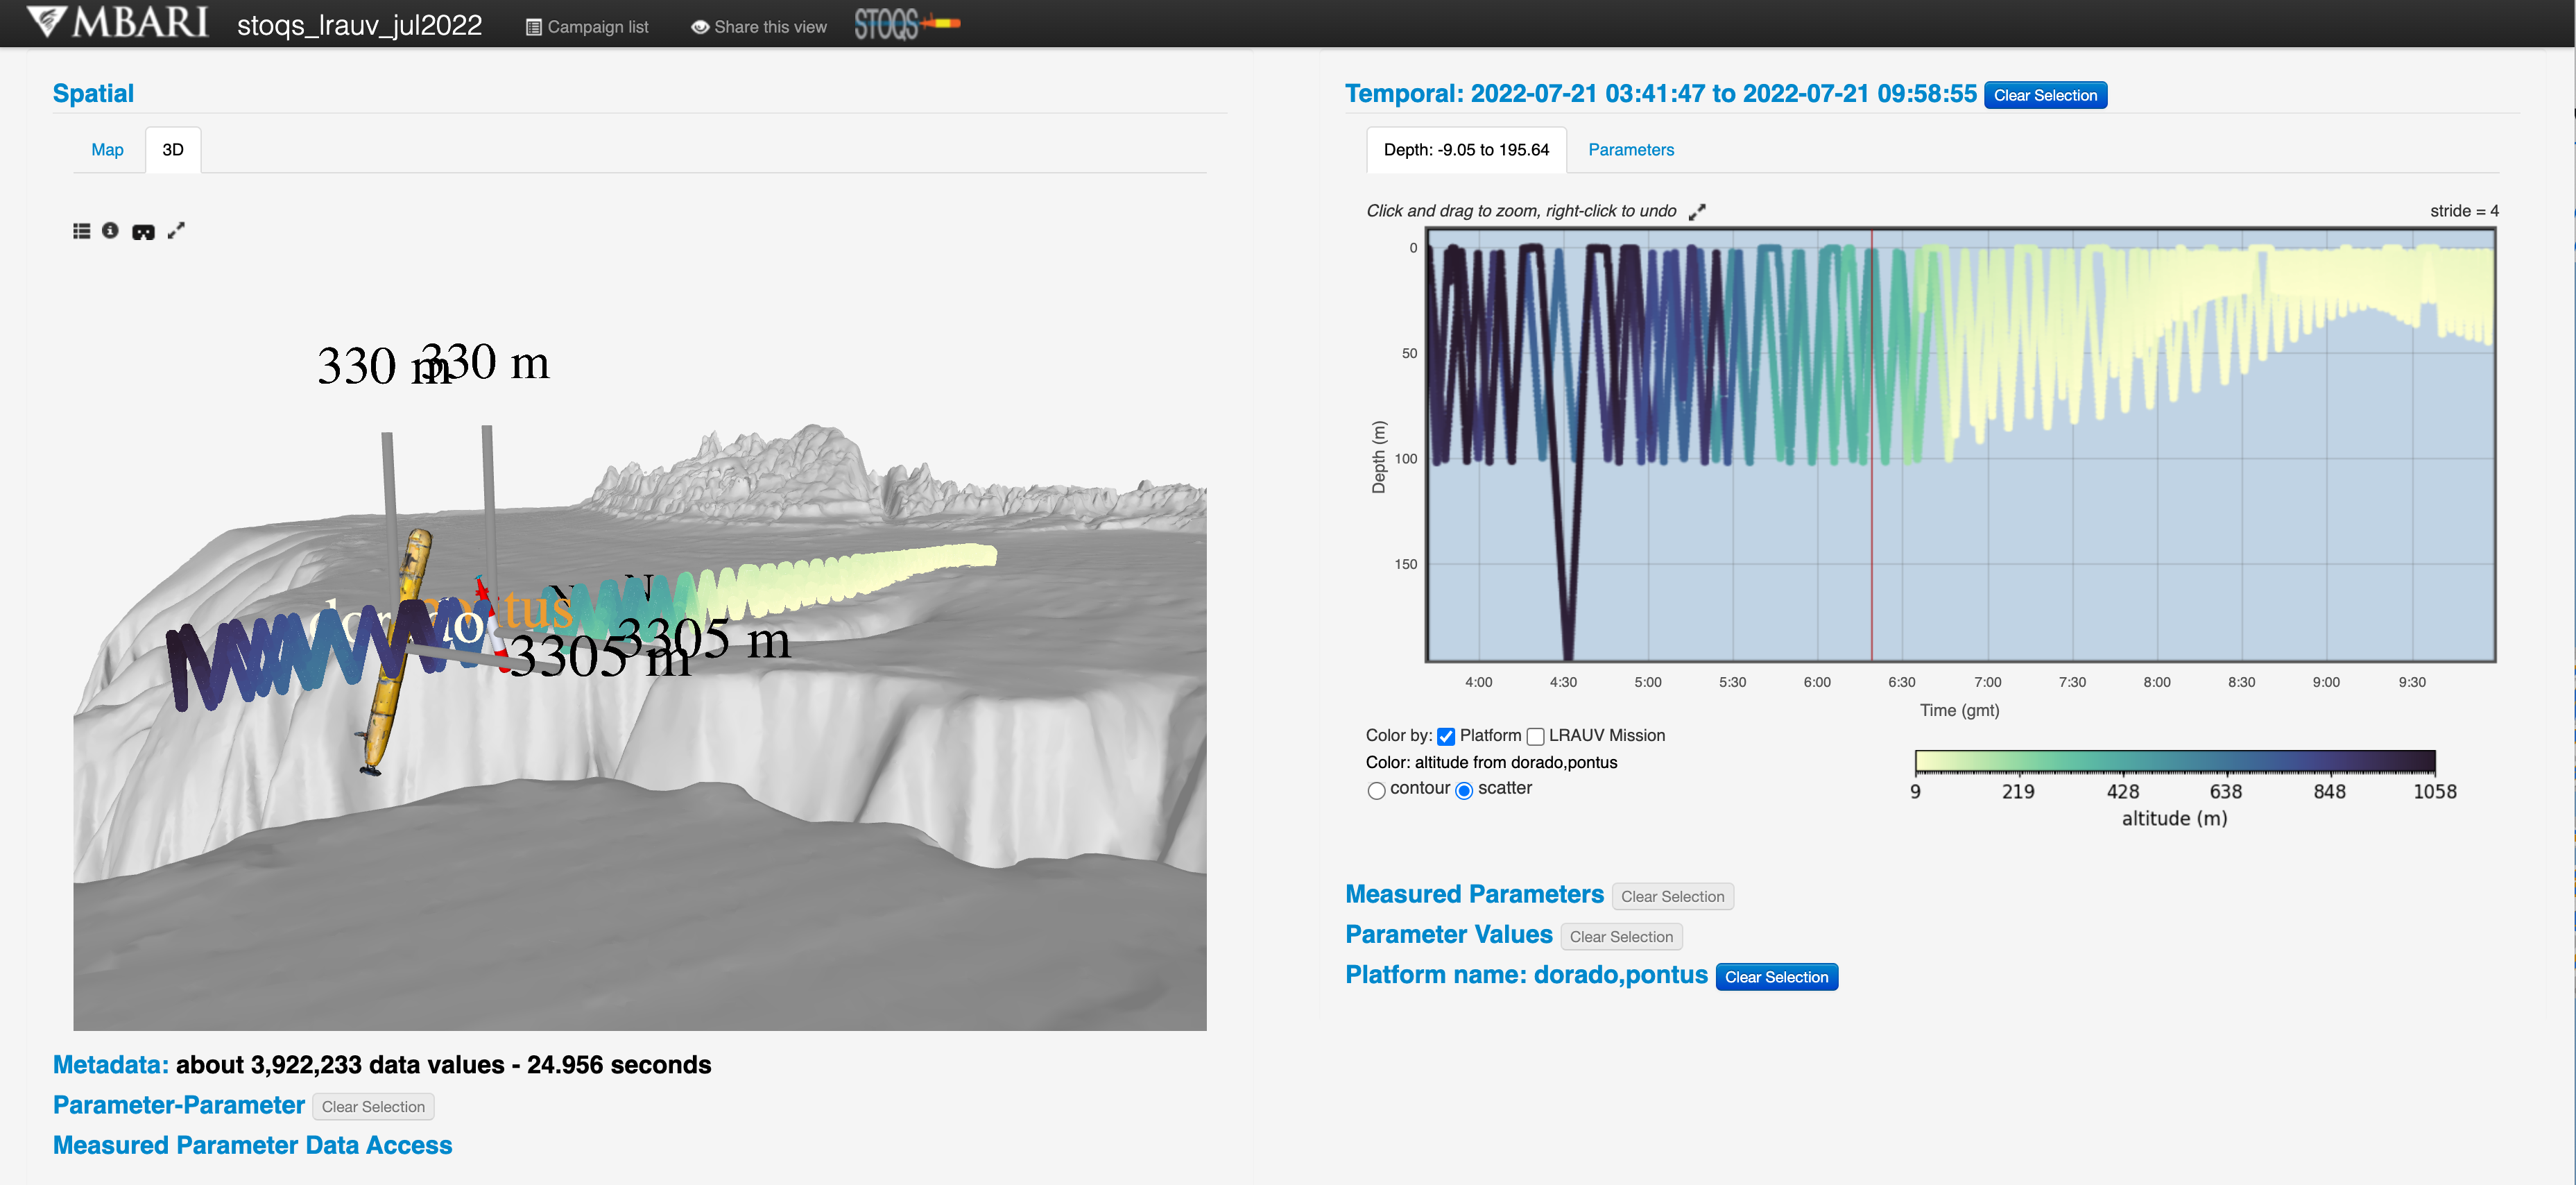 MBARI stoqs_lrauv_jul2022 Campaign list Share this view STOQS
Spatial
Map 3D
330 m
330 m
tus
N
3305 m
3305 m
Metadata: about 3,922,233 data values - 24.956 seconds
Parameter-Parameter Clear Selection
Measured Parameter Data Access
Temporal: 2022-07-21 03:41:47 to 2022-07-21 09:58:55 Clear Selection
Depth: -9.05 to 195.64 Parameters
Click and drag to zoom, right-click to undo stride = 4
0
50
100
150
Depth (m)
4:00 4:30 5:00 5:30 6:00 6:30 7:00 7:30 8:00 8:30 9:00 9:30
Time (gmt)
Color by: Platform LRAUV Mission
Color: altitude from dorado,pontus
contour scatter
9 219 428 638 848 1058
altitude (m)
Measured Parameters Clear Selection
Parameter Values Clear Selection
Platform name: dorado,pontus Clear Selection